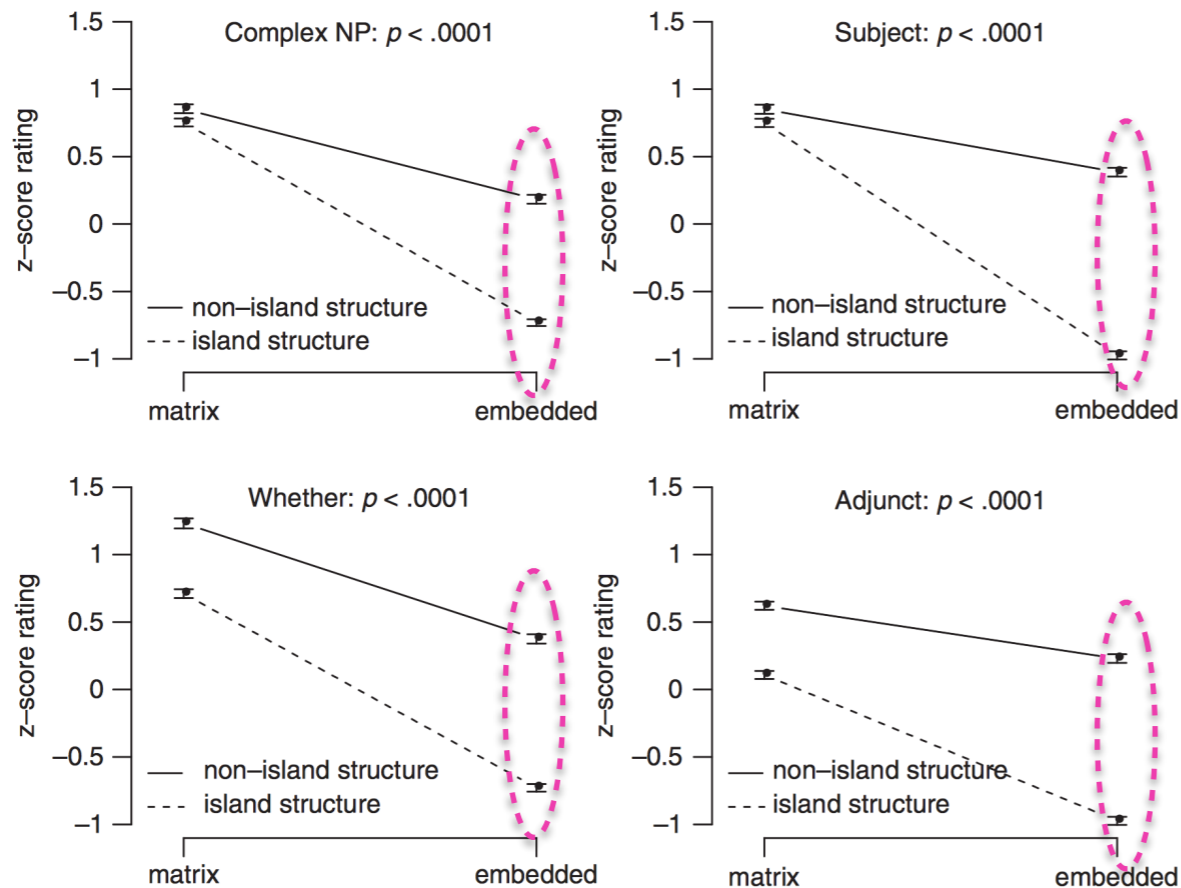 Complex NP: p < .0001
1.5
1
0.5
0
−0.5
−1
z−score rating
non−island structure
island structure
matrix
embedded
Subject: p < .0001
1.5
1
0.5
0
−0.5
−1
z−score rating
non−island structure
island structure
matrix
embedded
Whether: p < .0001
1.5
1
0.5
0
−0.5
−1
z−score rating
non−island structure
island structure
matrix
embedded
Adjunct: p < .0001
1.5
1
0.5
0
−0.5
−1
z−score rating
non−island structure
island structure
matrix
embedded